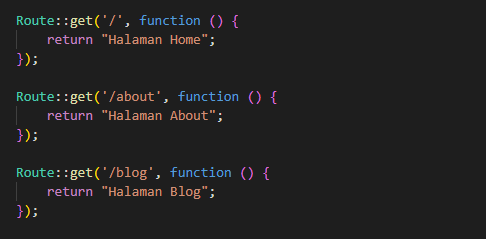 Route::get('/', function () {
    return "Halaman Home";
});

Route::get('/about', function () {
    return "Halaman About";
});

Route::get('/blog', function () {
    return "Halaman Blog";
});